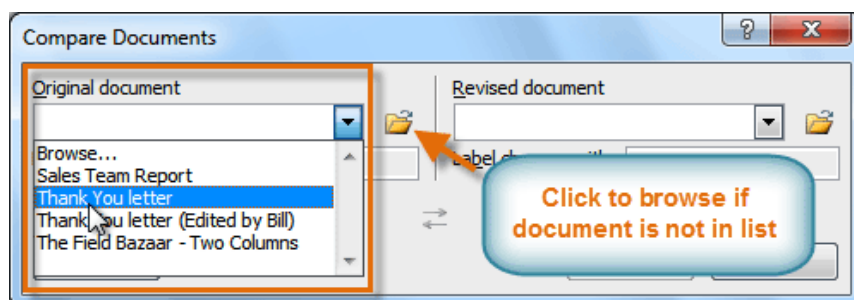 Compare Documents
Original document
Revised document
Browse...
Sales Team Report
Thank You letter
Thank You letter (Edited by Bill)
The Field Bazaar - Two Columns
Click to browse if
document is not in list